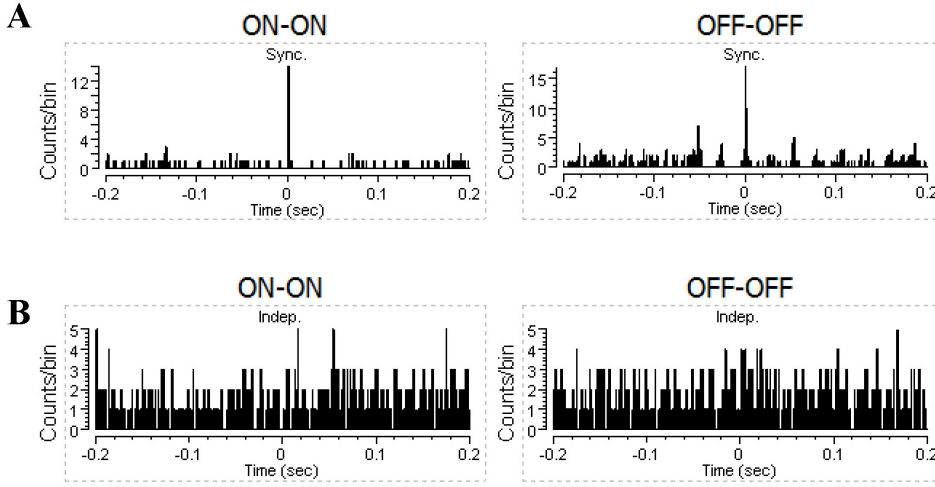 A
ON-ON
OFF-OFF
Sync.
Sync.
Counts/bin
12
8
4
0
-0.2
-0.1
0
0.1
0.2
Time (sec)
Counts/bin
15
10
5
0
-0.2
-0.1
0
0.1
0.2
Time (sec)
B
ON-ON
OFF-OFF
Indep.
Indep.
Counts/bin
5
4
3
2
1
0
-0.2
-0.1
0
0.1
0.2
Time (sec)
Counts/bin
5
4
3
2
1
0
-0.2
-0.1
0
0.1
0.2
Time (sec)